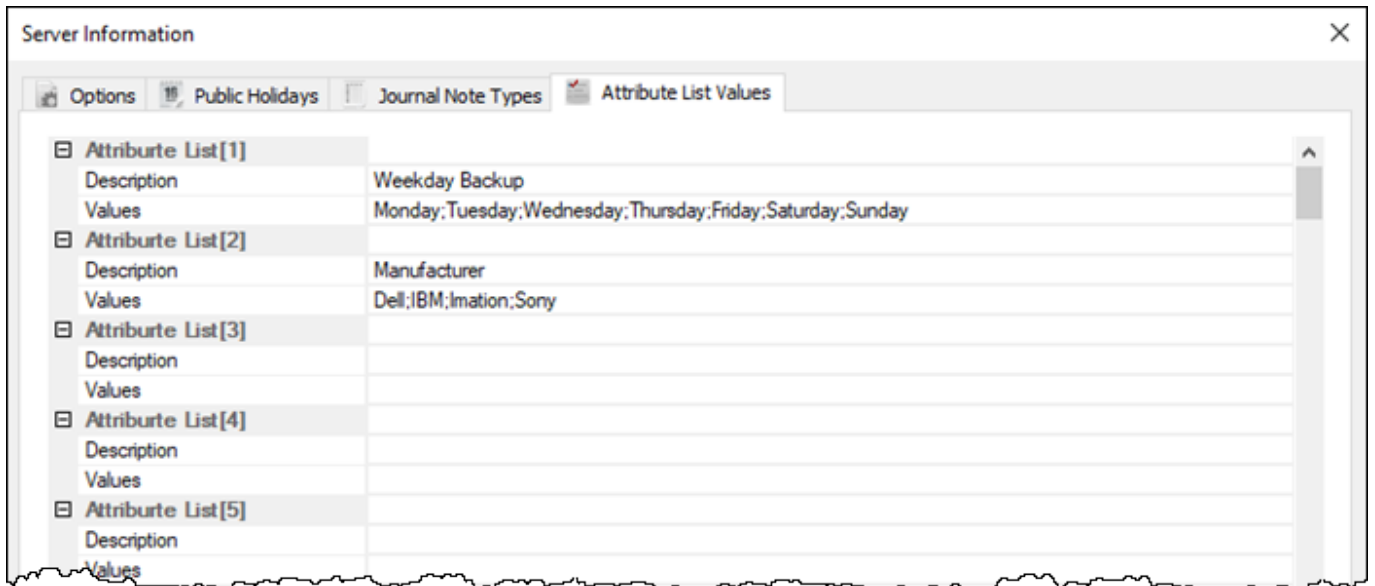 Server Information
Options Public Holidays Journal Note Types Attribute List Values
Attriburte List[1]
Description Weekday Backup
Values Monday;Tuesday;Wednesday;Thursday;Friday;Saturday;Sunday
Attriburte List[2]
Description Manufacturer
Values Dell;IBM;Imation;Sony
Attriburte List[3]
Description
Values
Attriburte List[4]
Description
Values
Attriburte List[5]
Description
Values